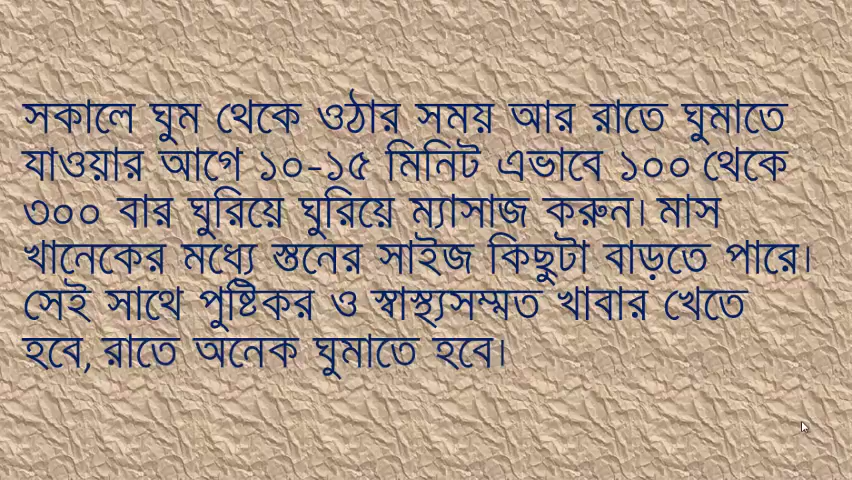 সকালে ঘুম থেকে ওঠার সময় আর রাতে ঘুমাতে
যাওয়ার আগে ১০-১৫ মিনিট এভাবে ১০০ থেকে
৩০০ বার ঘুরিয়ে ঘুরিয়ে ম্যাসাজ করুন। মাস
খানেকের মধ্যে স্তনের সাইজ কিছুটা বাড়তে পারে।
সেই সাথে পুষ্টিকর ও স্বাস্থ্যসম্মত খাবার খেতে
হবে, রাতে অনেক ঘুমাতে হবে।